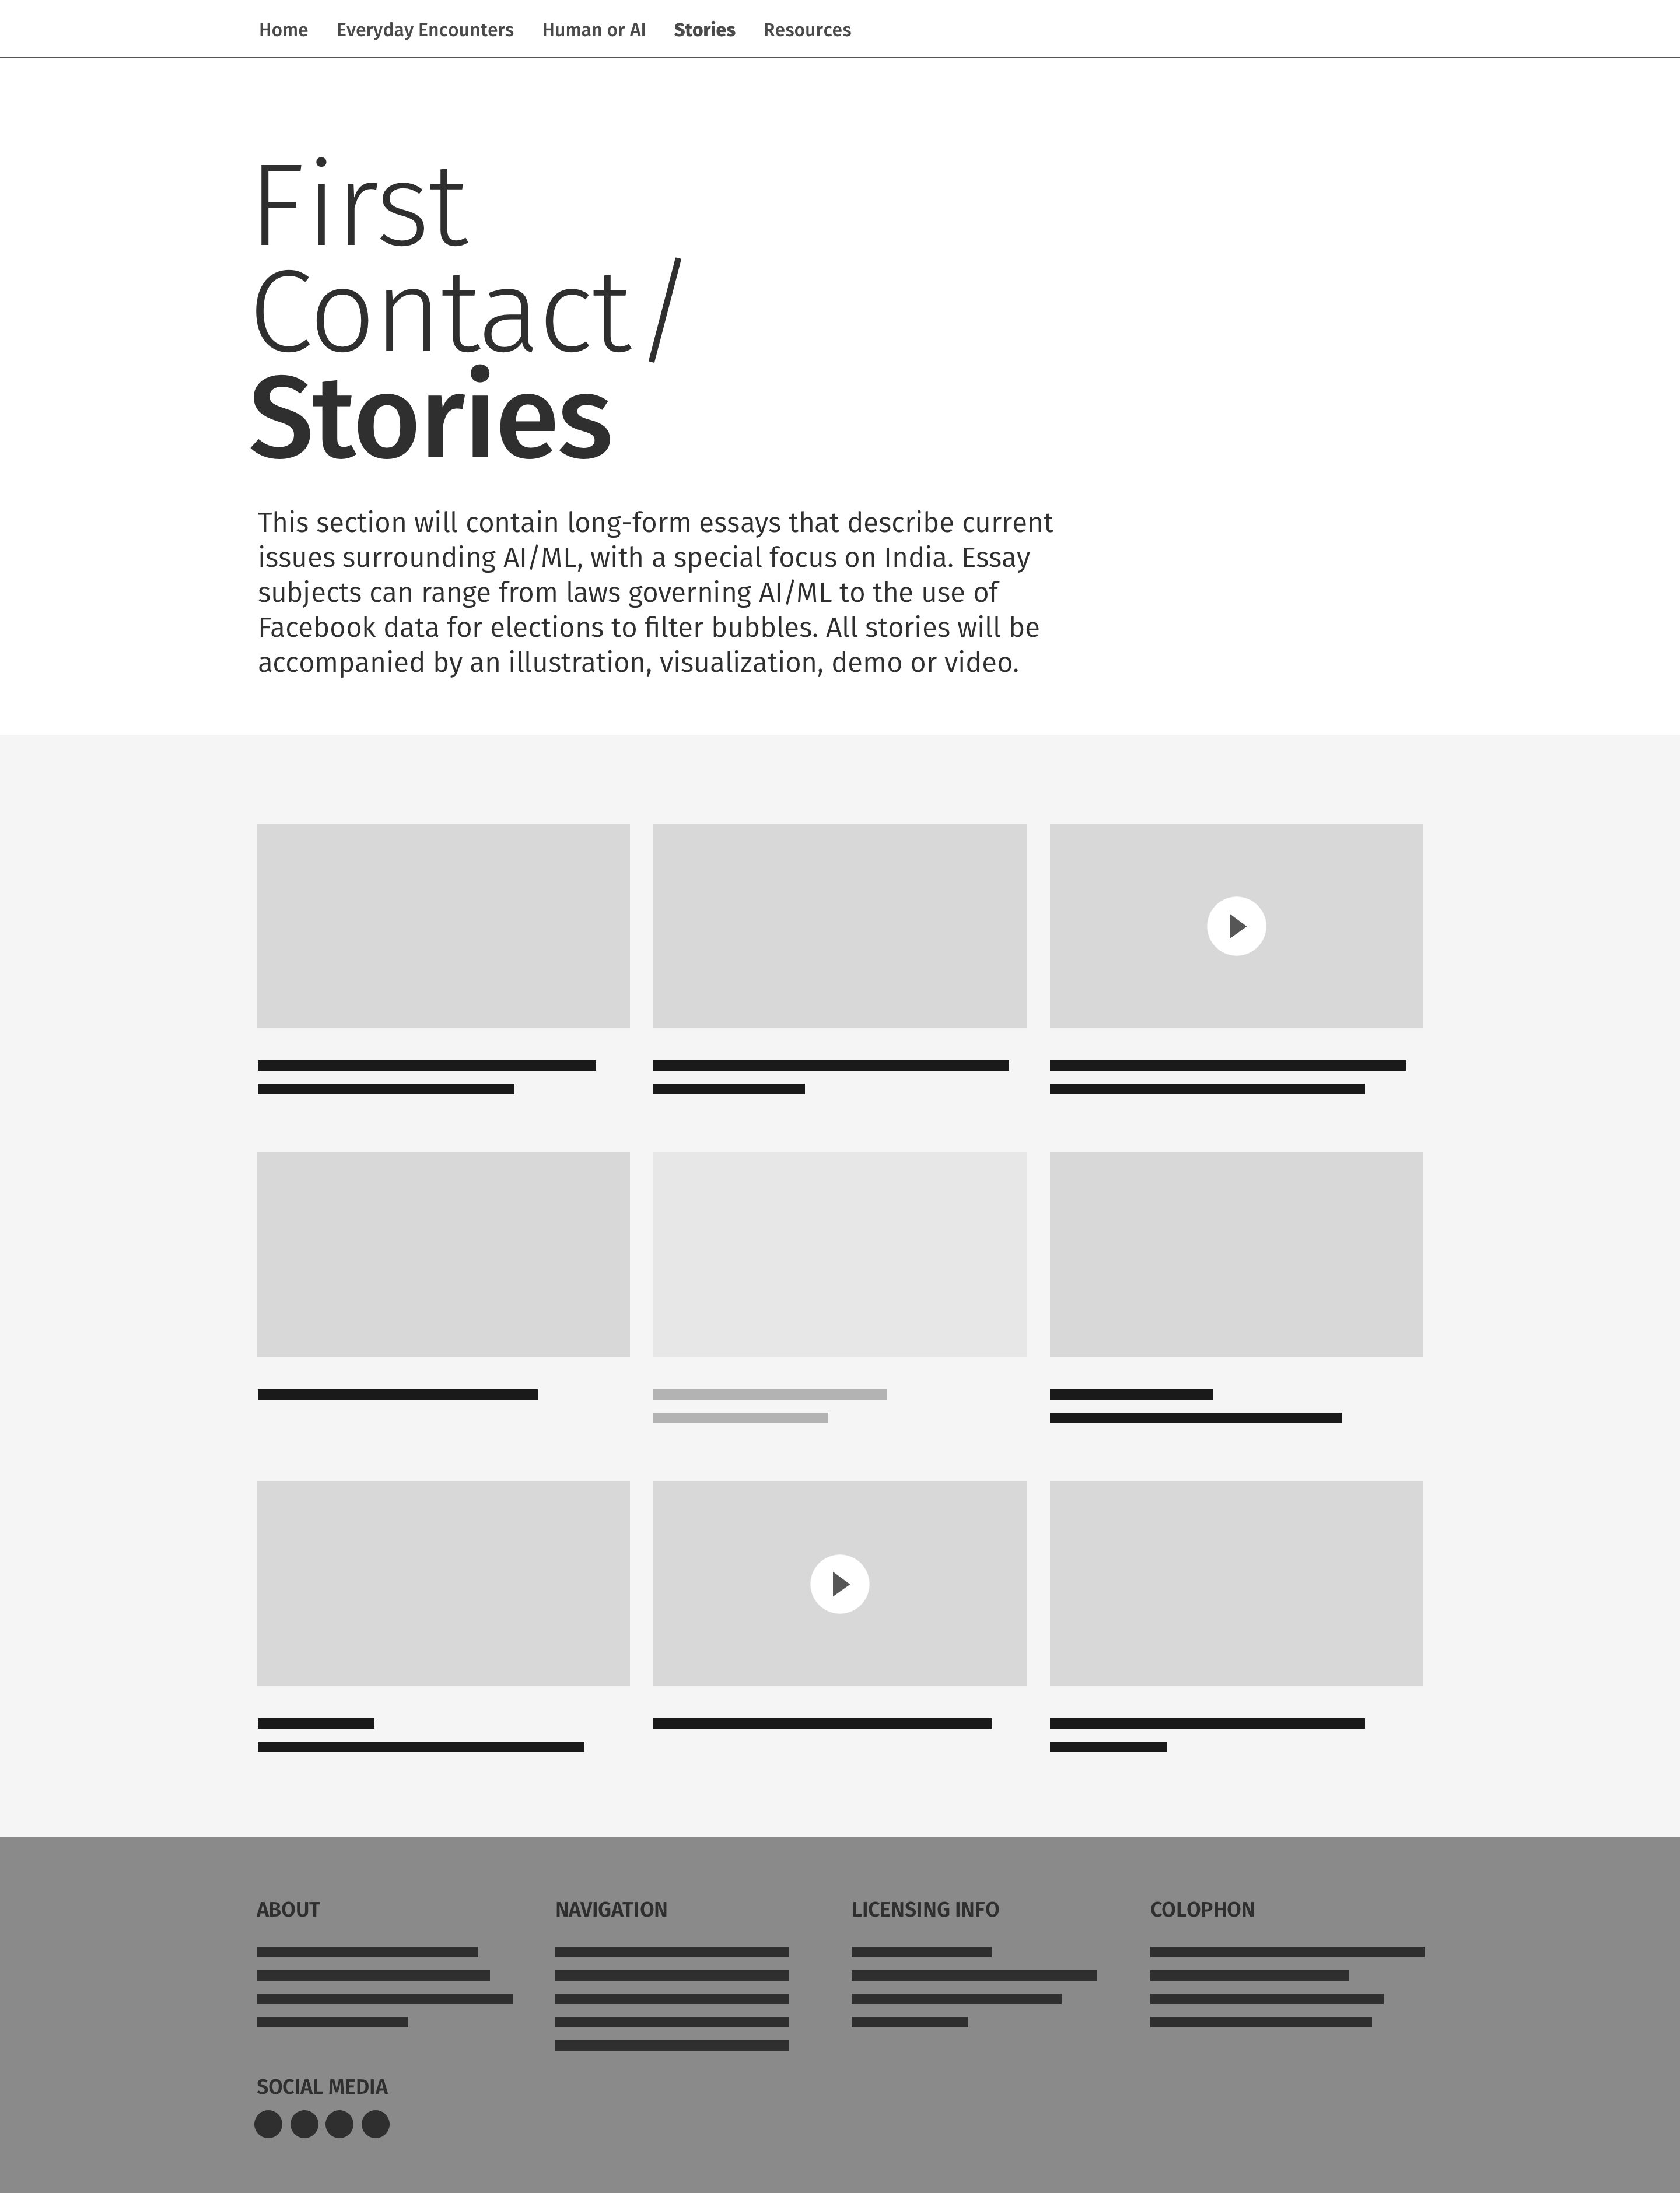 Home Everyday Encounters Human or AI Stories Resources
First
Contact/
Stories
This section will contain long-form essays that describe current
issues surrounding AI/ML, with a special focus on India. Essay
subjects can range from laws governing AI/ML to the use of
Facebook data for elections to filter bubbles. All stories will be
accompanied by an illustration, visualization, demo or video.
ABOUT NAVIGATION LICENSING INFO COLOPHON
SOCIAL MEDIA